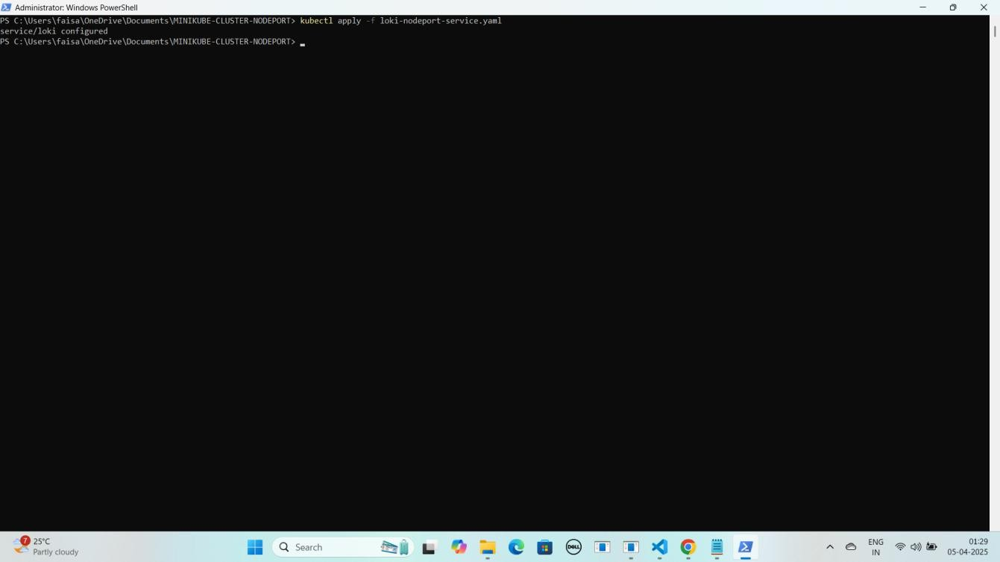 Administrator: Windows PowerShell
PS C:\Users\faisa\OneDrive\Documents\MINIKUBE-CLUSTER-NODEPORT> kubectl apply -f loki-nodeport-service.yaml
service/loki configured
PS C:\Users\faisa\OneDrive\Documents\MINIKUBE-CLUSTER-NODEPORT>
7
25°C
Partly cloudy
Search
DELL
ENG
IN
01:29
05-04-2025